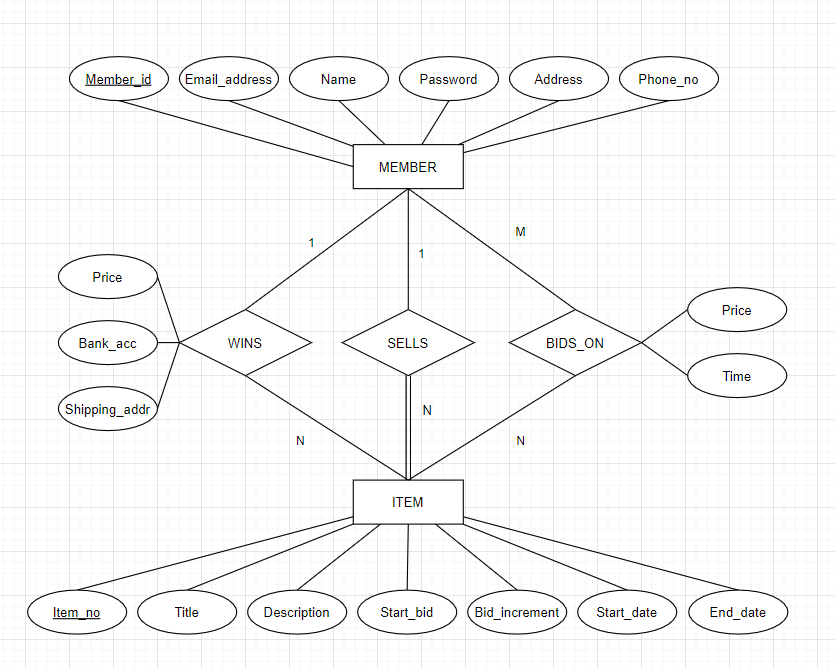 Member_id
Email_address
Name
Password
Address
Phone_no
MEMBER
M
1
1
Price
Price
Bank_acc
WINS
SELLS
BIDS_ON
Time
Shipping_addr
N
N
N
ITEM
Item_no
Title
Description
Start_bid
Bid_increment
Start_date
End_date